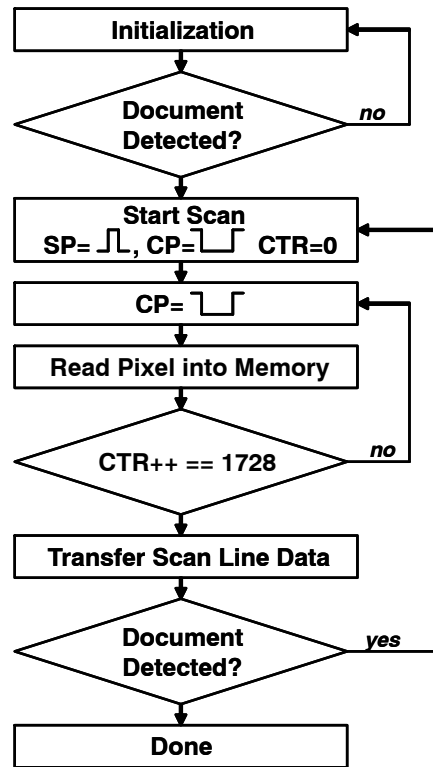 Initialization
Document
Detected?
no
Start Scan
SP= , CP= CTR=0
CP=
Read Pixel into Memory
CTR++ == 1728
no
Transfer Scan Line Data
Document
Detected?
yes
Done